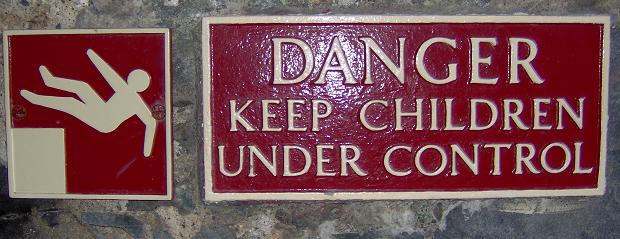 DANGER
KEEP CHILDREN
UNDER CONTROL